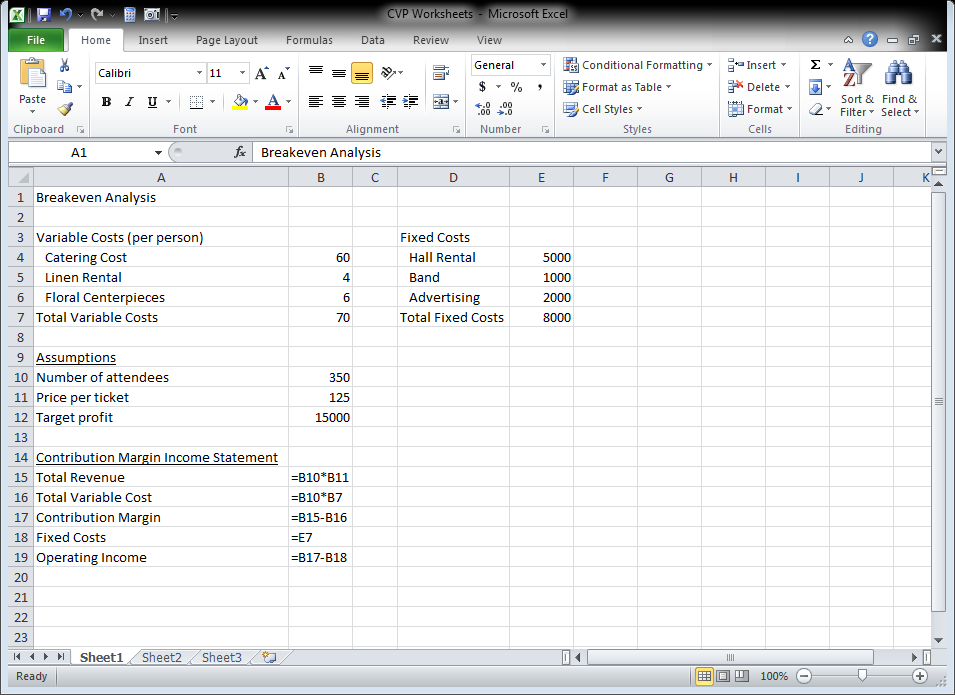 CVP Worksheets - Microsoft Excel
File Home Insert Page Layout Formulas Data Review View
Paste
Calibri 11
B I U A
A A
General
$ % ,
Conditional Formatting
Format as Table
Cell Styles
Insert
Delete
Format
Σ
Sort & Filter
Find & Select
Clipboard Font Alignment Number Styles Cells Editing
A1 fx Breakeven Analysis
A B C D E F G H I J K
1 Breakeven Analysis
2
3 Variable Costs (per person) Fixed Costs
4 Catering Cost 60 Hall Rental 5000
5 Linen Rental 4 Band 1000
6 Floral Centerpieces 6 Advertising 2000
7 Total Variable Costs 70 Total Fixed Costs 8000
8
9 Assumptions
10 Number of attendees 350
11 Price per ticket 125
12 Target profit 15000
13
14 Contribution Margin Income Statement
15 Total Revenue =B10*B11
16 Total Variable Cost =B10*B7
17 Contribution Margin =B15-B16
18 Fixed Costs =E7
19 Operating Income =B17-B18
20
21
22
23
Sheet1 Sheet2 Sheet3
Ready 100%